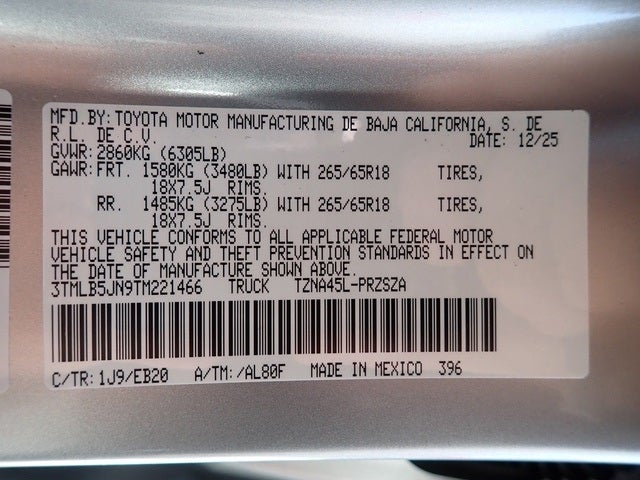 MFD.BY:TOYOTA MOTOR MANUFACTURING DE BAJA CALIFORNIA, S. DE
R.L. DE C.V. DATE: 12/25
GVWR:2860KG (6305LB)
GAWR:FRT. 1580KG (3480LB) WITH 265/65R18 TIRES,
18X7.5J RIMS.
RR. 1485KG (3275LB) WITH 265/65R18 TIRES,
18X7.5J RIMS.
THIS VEHICLE CONFORMS TO ALL APPLICABLE FEDERAL MOTOR
VEHICLE SAFETY AND THEFT PREVENTION STANDARDS IN EFFECT ON
THE DATE OF MANUFACTURE SHOWN ABOVE.
3TMLB5JN9TM221466 TRUCK TZNA45L-PRZSZA
C/TR:1J9/EB20 A/TM:/AL80F MADE IN MEXICO 396